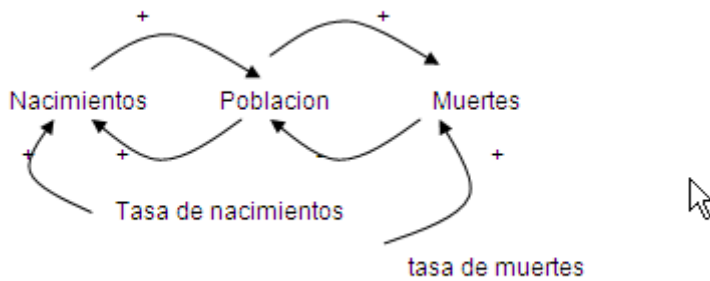 + +
Nacimientos Poblacion Muertes
+ + - +
Tasa de nacimientos
tasa de muertes